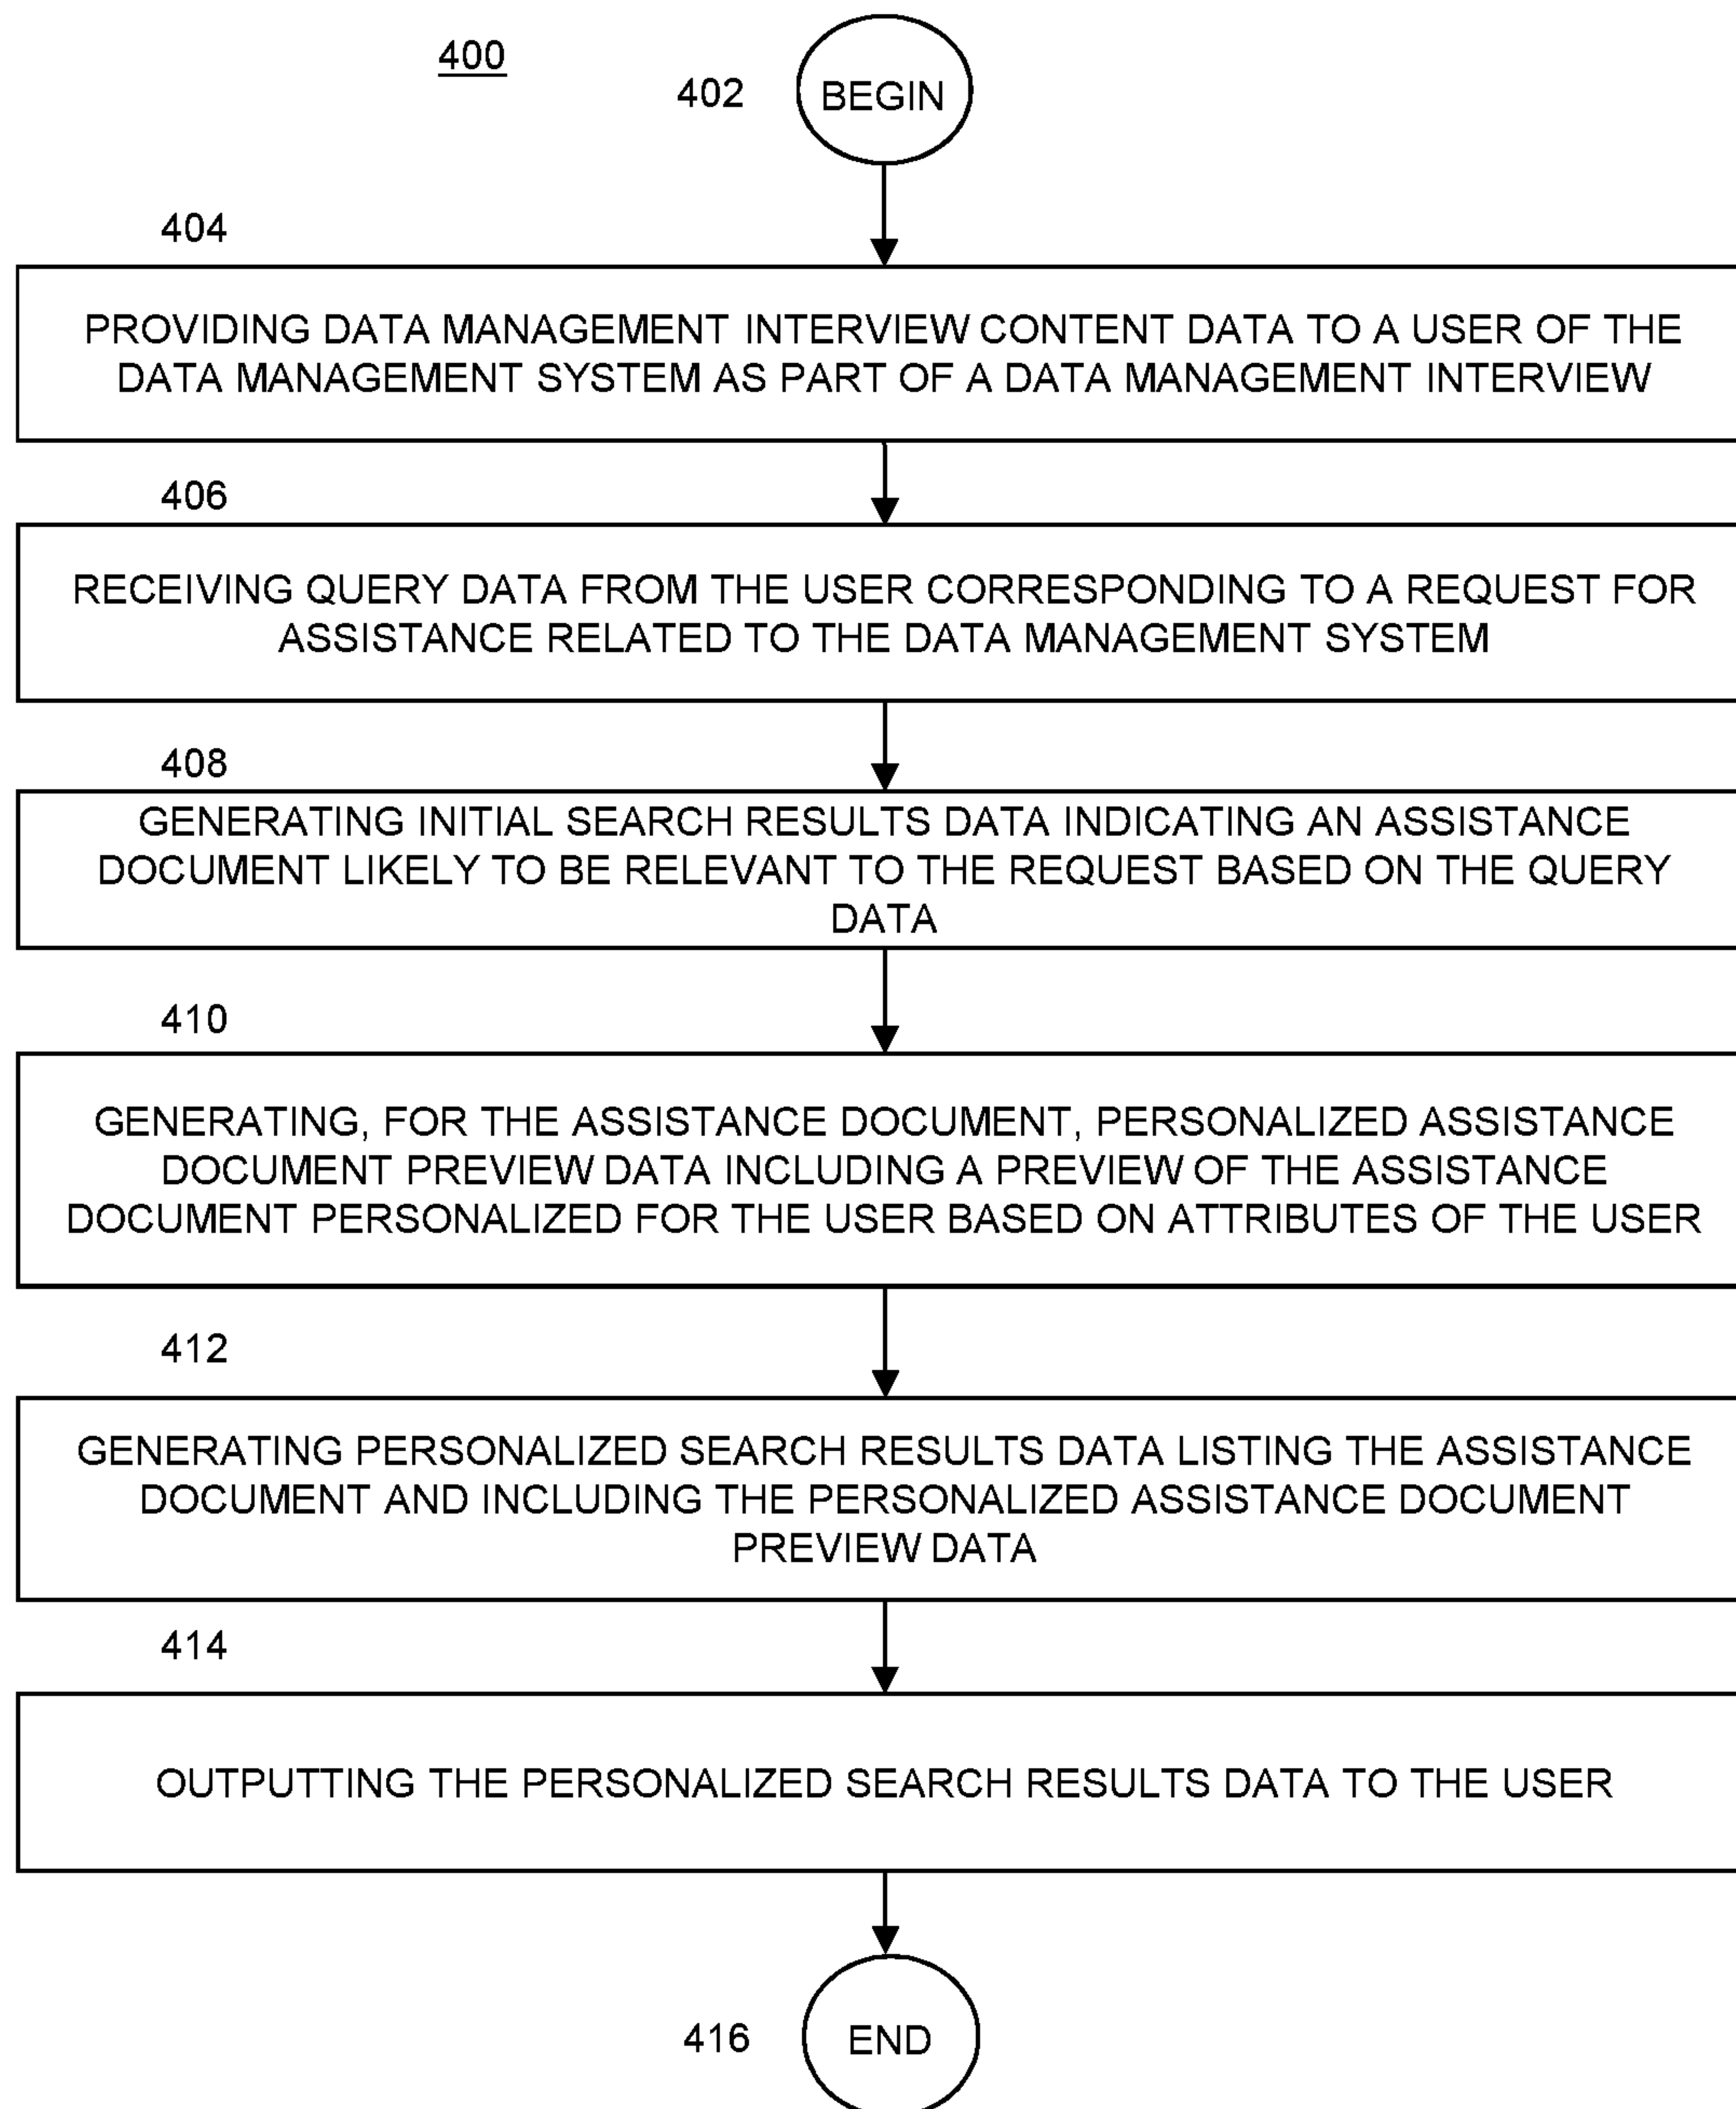 400
402
BEGIN
404
PROVIDING DATA MANAGEMENT INTERVIEW CONTENT DATA TO A USER OF THE
DATA MANAGEMENT SYSTEM AS PART OF A DATA MANAGEMENT INTERVIEW
406
RECEIVING QUERY DATA FROM THE USER CORRESPONDING TO A REQUEST FOR
ASSISTANCE RELATED TO THE DATA MANAGEMENT SYSTEM
408
GENERATING INITIAL SEARCH RESULTS DATA INDICATING AN ASSISTANCE
DOCUMENT LIKELY TO BE RELEVANT TO THE REQUEST BASED ON THE QUERY
DATA
410
GENERATING, FOR THE ASSISTANCE DOCUMENT, PERSONALIZED ASSISTANCE
DOCUMENT PREVIEW DATA INCLUDING A PREVIEW OF THE ASSISTANCE
DOCUMENT PERSONALIZED FOR THE USER BASED ON ATTRIBUTES OF THE USER
412
GENERATING PERSONALIZED SEARCH RESULTS DATA LISTING THE ASSISTANCE
DOCUMENT AND INCLUDING THE PERSONALIZED ASSISTANCE DOCUMENT
PREVIEW DATA
414
OUTPUTTING THE PERSONALIZED SEARCH RESULTS DATA TO THE USER
416
END